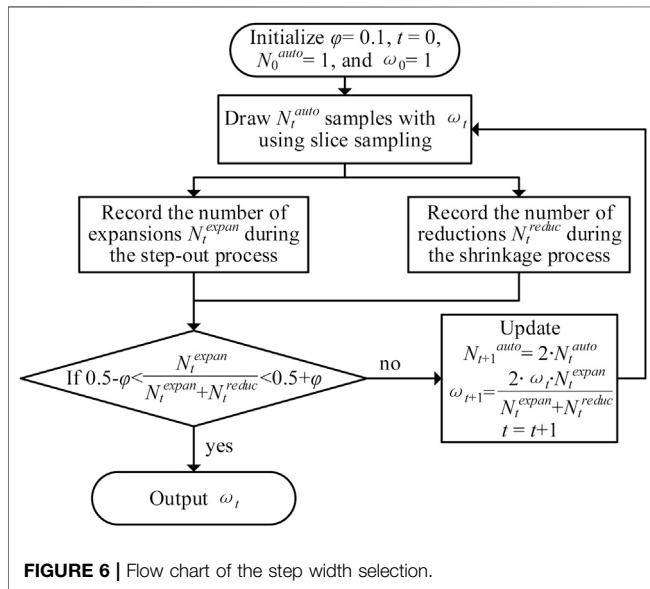 Initialize φ= 0.1, t = 0,
N₀ᵃᵘᵗᵒ= 1, and ω₀= 1
Draw Nₜᵃᵘᵗᵒ samples with ωₜ
using slice sampling
Record the number of
expansions Nₜᵉˣᵖᵃⁿ during
the step-out process
Record the number of
reductions Nₜʳᵉᵈᵘᶜ during
the shrinkage process
If 0.5-φ< Nₜᵉˣᵖᵃⁿ / Nₜᵉˣᵖᵃⁿ+Nₜʳᵉᵈᵘᶜ <0.5+φ
no
Update
Nₜ₊₁ᵃᵘᵗᵒ= 2·Nₜᵃᵘᵗᵒ
ωₜ₊₁= 2· ωₜ·Nₜᵉˣᵖᵃⁿ / Nₜᵉˣᵖᵃⁿ+Nₜʳᵉᵈᵘᶜ
t = t+1
yes
Output ωₜ
FIGURE 6 | Flow chart of the step width selection.